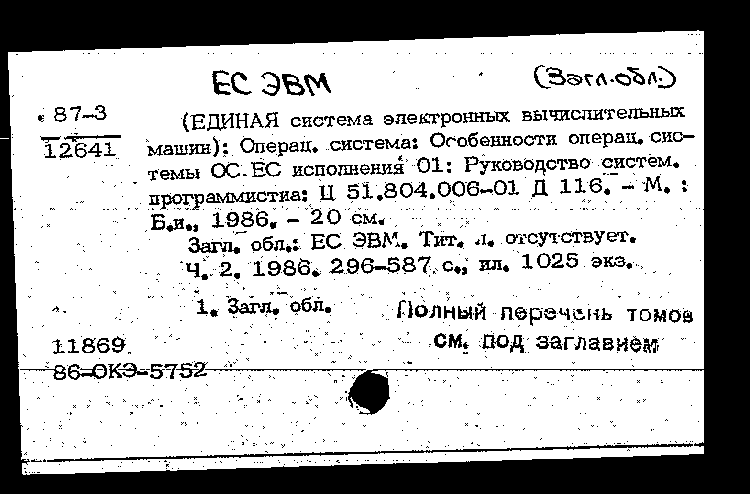 ЕС ЭВМ (Загл.обл.)
87-3
12641
(ЕДИНАЯ система электронных вычислительных
машин): Операц. система: Особенности операц. сис-
темы ОС ЕС исполнения 01: Руководство систем.
программиста: Ц 51.804.006-01 Д 116. - М. :
Б.и., 1986. - 20 см.
Загл. обл.: ЕС ЭВМ. Тит. л. отсутствует.
Ч. 2. 1986. 296-587 с., ил. 1025 экз.
1. Загл. обл.
Полный перечень томов
см. под заглавием
11869
86-ОКЭ-5752